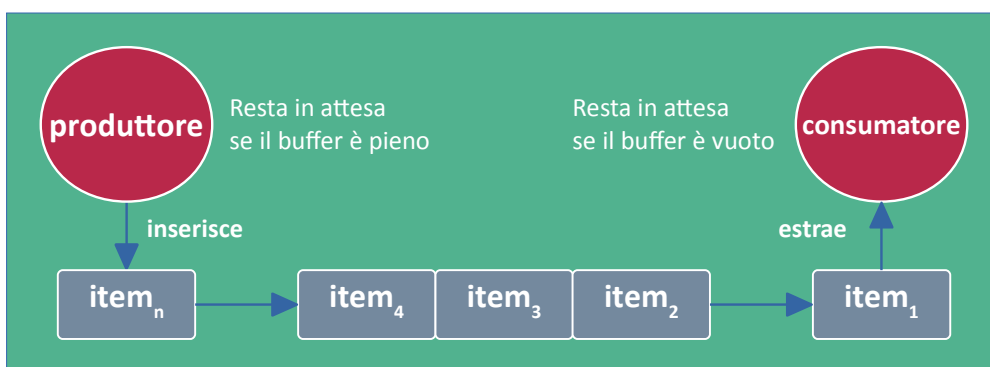 produttore
Resta in attesa
se il buffer è pieno
Resta in attesa
se il buffer è vuoto
consumatore
inserisce
estrae
itemₙ
item₄
item₃
item₂
item₁